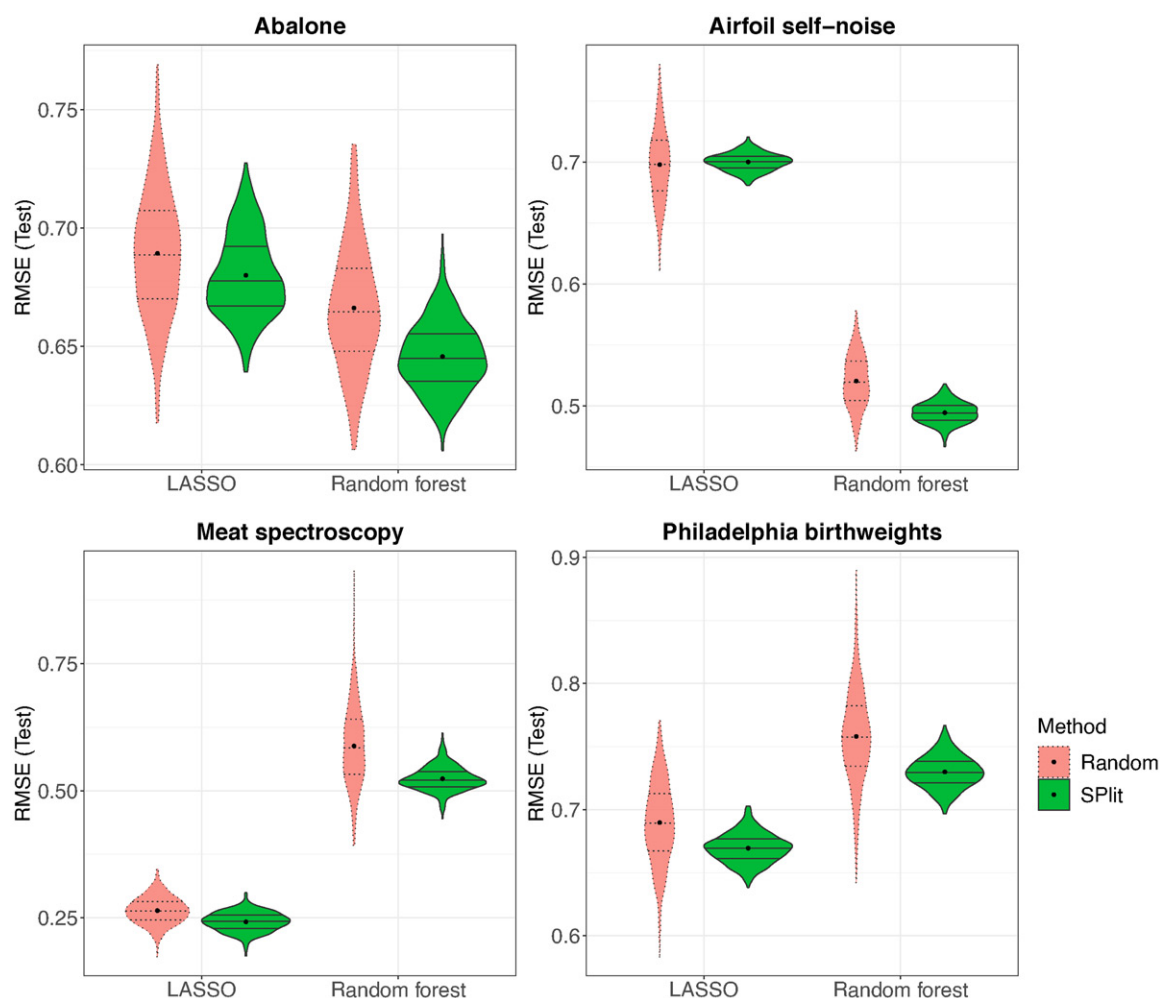 Abalone
RMSE (Test)
0.75
0.70
0.65
0.60
LASSO Random forest
Airfoil self−noise
RMSE (Test)
0.7
0.6
0.5
LASSO Random forest
Meat spectroscopy
RMSE (Test)
0.75
0.50
0.25
LASSO Random forest
Philadelphia birthweights
RMSE (Test)
0.9
0.8
0.7
0.6
LASSO Random forest
Method
Random
SPlit